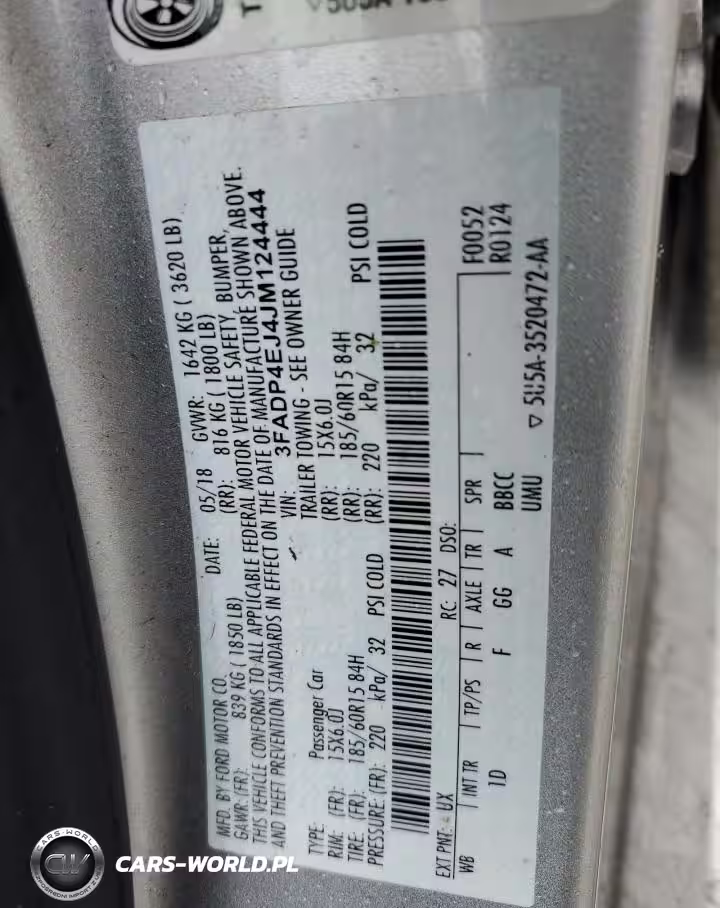 MFD. BY FORD MOTOR CO. DATE: 05/18 GVWR: 1642 KG ( 3620 LB)
GAWR: (FR): 839 KG ( 1850 LB) (RR): 816 KG ( 1800 LB)
THIS VEHICLE CONFORMS TO ALL APPLICABLE FEDERAL MOTOR VEHICLE SAFETY, BUMPER,
AND THEFT PREVENTION STANDARDS IN EFFECT ON THE DATE OF MANUFACTURE SHOWN ABOVE.
VIN: 3FADP4EJ4JM124444
TYPE: Passenger Car TRAILER TOWING - SEE OWNER GUIDE
RIM: (FR): 15X6.0J (RR): 15X6.0J
TIRE: (FR): 185/60R15 84H (RR): 185/60R15 84H
PRESSURE: (FR): 220 kPa/ 32 PSI COLD (RR): 220 kPa/ 32 PSI COLD
EXT PNT: UX RC: 27 DSO: F0052
WB INT TR TP/PS R AXLE TR SPR R0124
1D F GG A BBCC
UMU ▽ 5U5A-3520472-AA
CARS-WORLD.PL
CARS-WORLD
CW